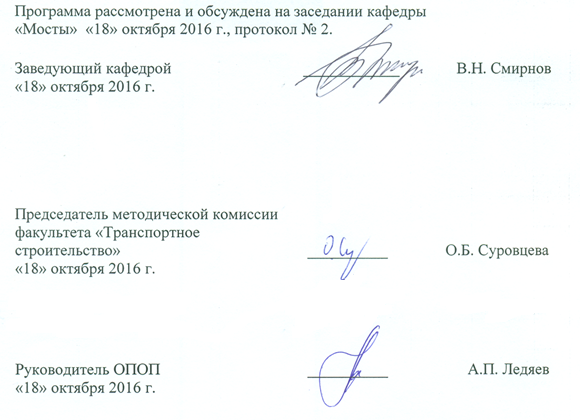 Программа рассмотрена и обсуждена на заседании кафедры
«Мосты» «18» октября 2016 г., протокол № 2.
Заведующий кафедрой В.Н. Смирнов
«18» октября 2016 г.
Председатель методической комиссии
факультета «Транспортное
строительство» О.Б. Суровцева
«18» октября 2016 г.
Руководитель ОПОП А.П. Ледяев
«18» октября 2016 г.